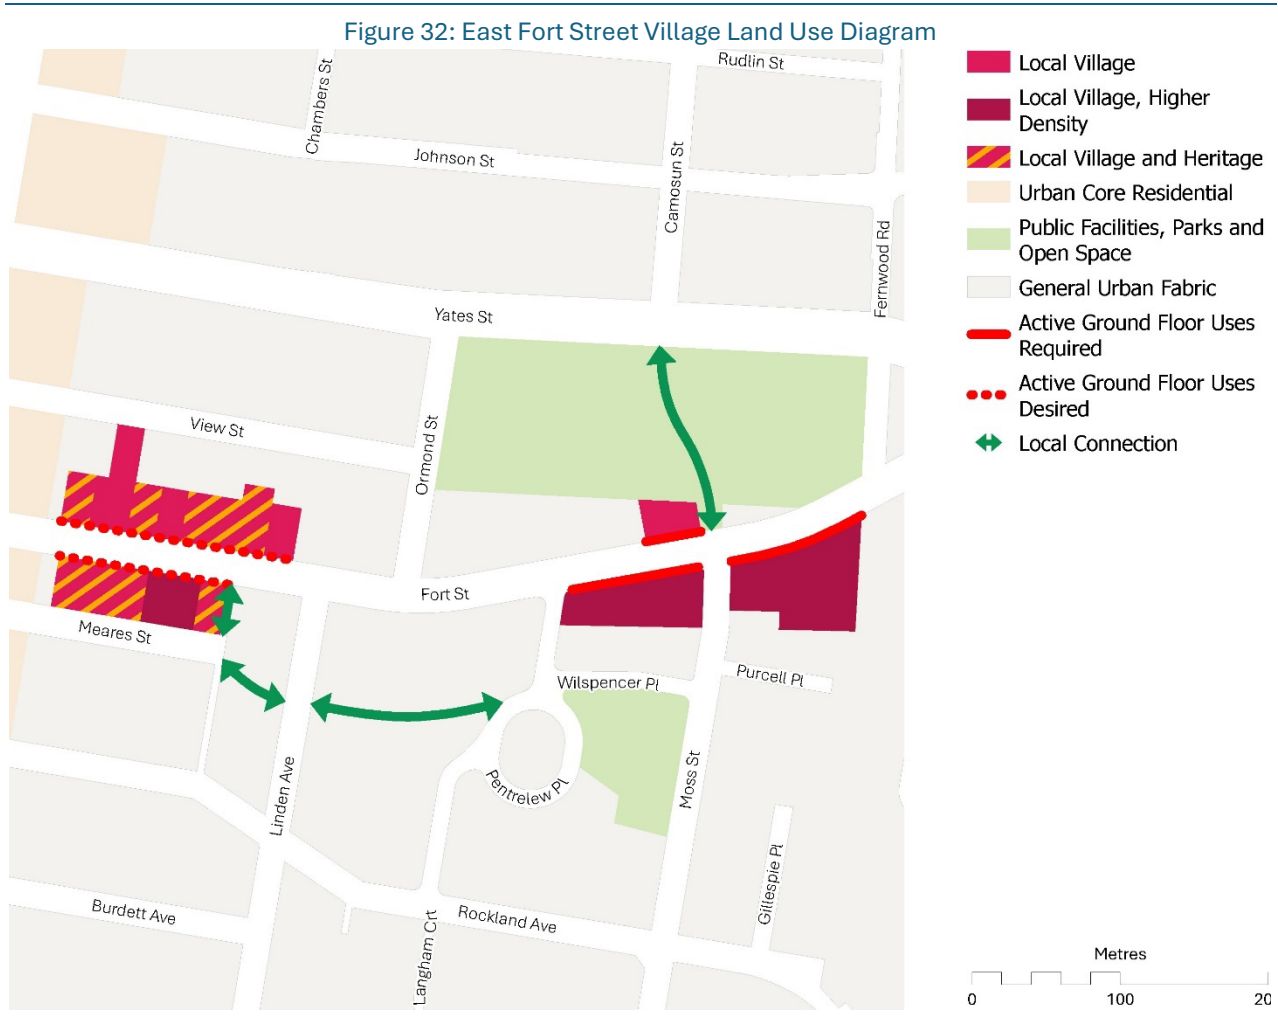 Figure 32: East Fort Street Village Land Use Diagram
Local Village
Local Village, Higher
Density
Local Village and Heritage
Urban Core Residential
Public Facilities, Parks and
Open Space
General Urban Fabric
Active Ground Floor Uses
Required
Active Ground Floor Uses
Desired
Local Connection
Rudlin St
Chambers St
Johnson St
Camosun St
Fernwood Rd
Yates St
View St
Ormond St
Fort St
Meares St
Wilspencer Pl
Purcell Pl
Pentrelew Pl
Moss St
Linden Ave
Gillespie Pl
Burdett Ave
Langham Crt
Rockland Ave
Metres
0 100 20